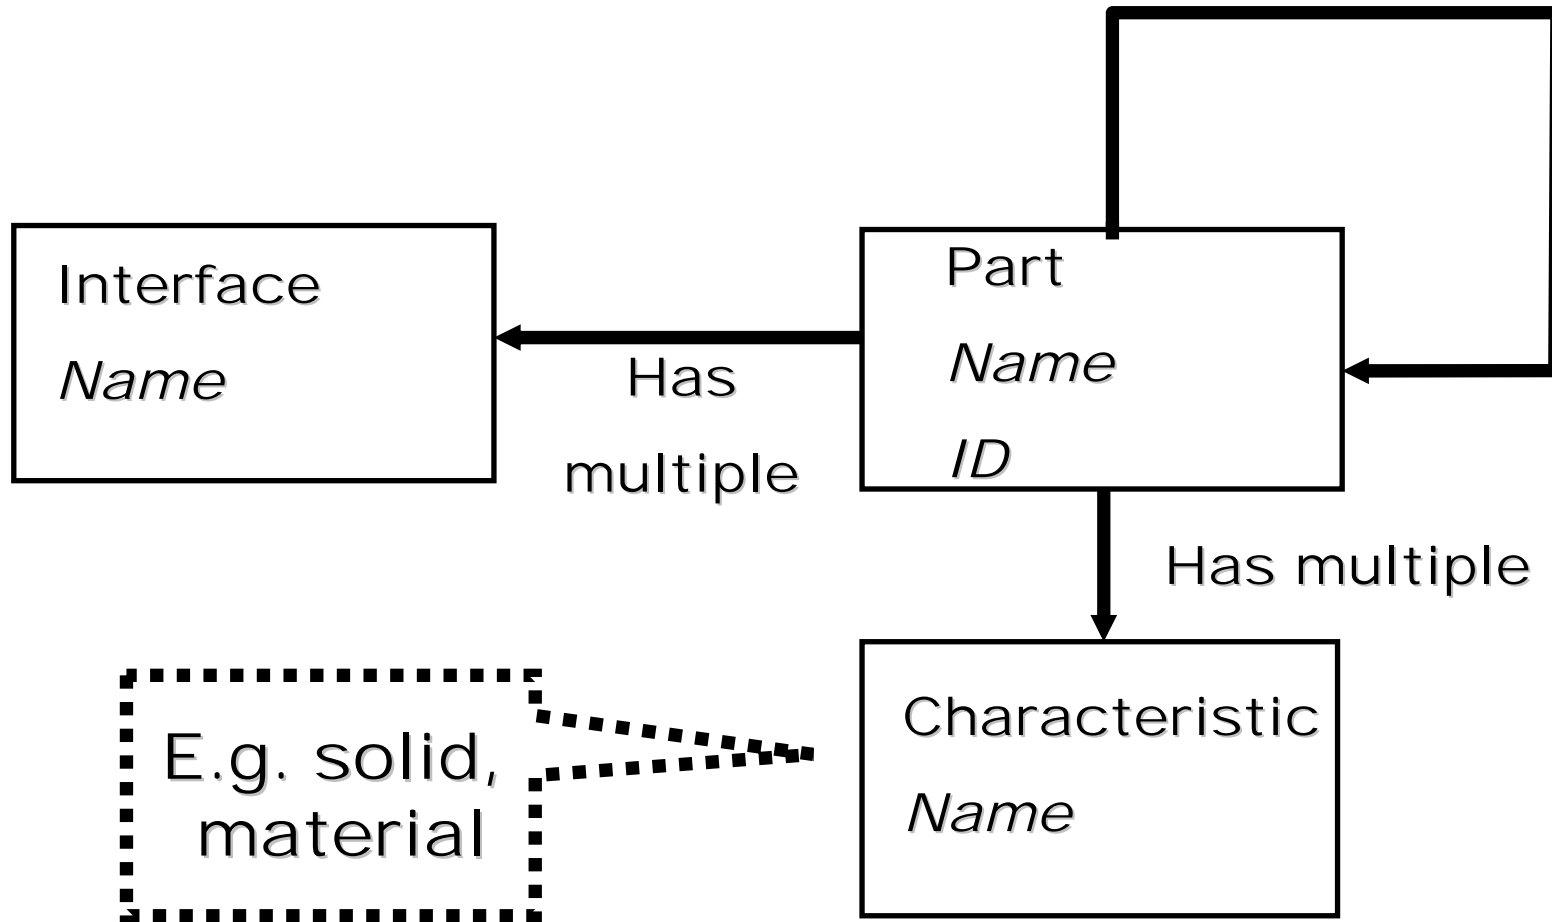 Interface
Name
Has
multiple
Part
Name
ID
Has multiple
E.g. solid,
material
Characteristic
Name